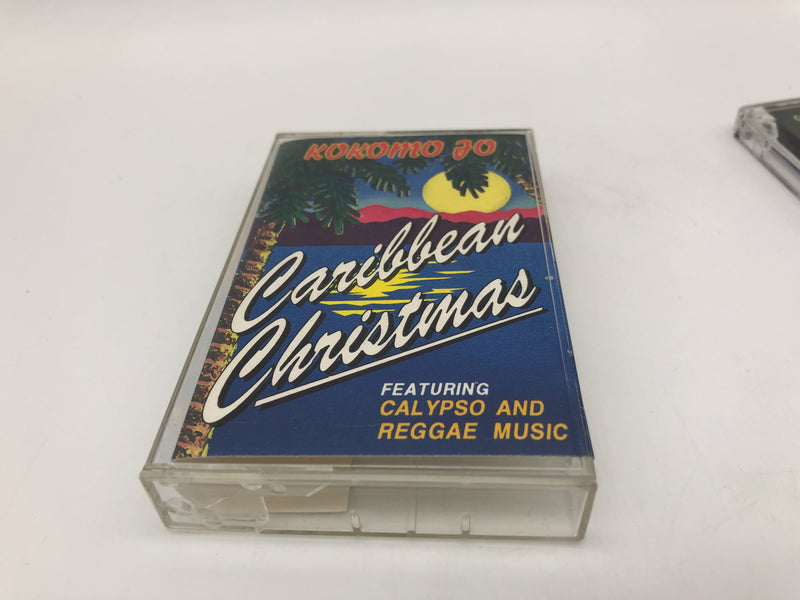 KOKOMO JO
Caribbean
Christmas
FEATURING
CALYPSO AND
REGGAE MUSIC